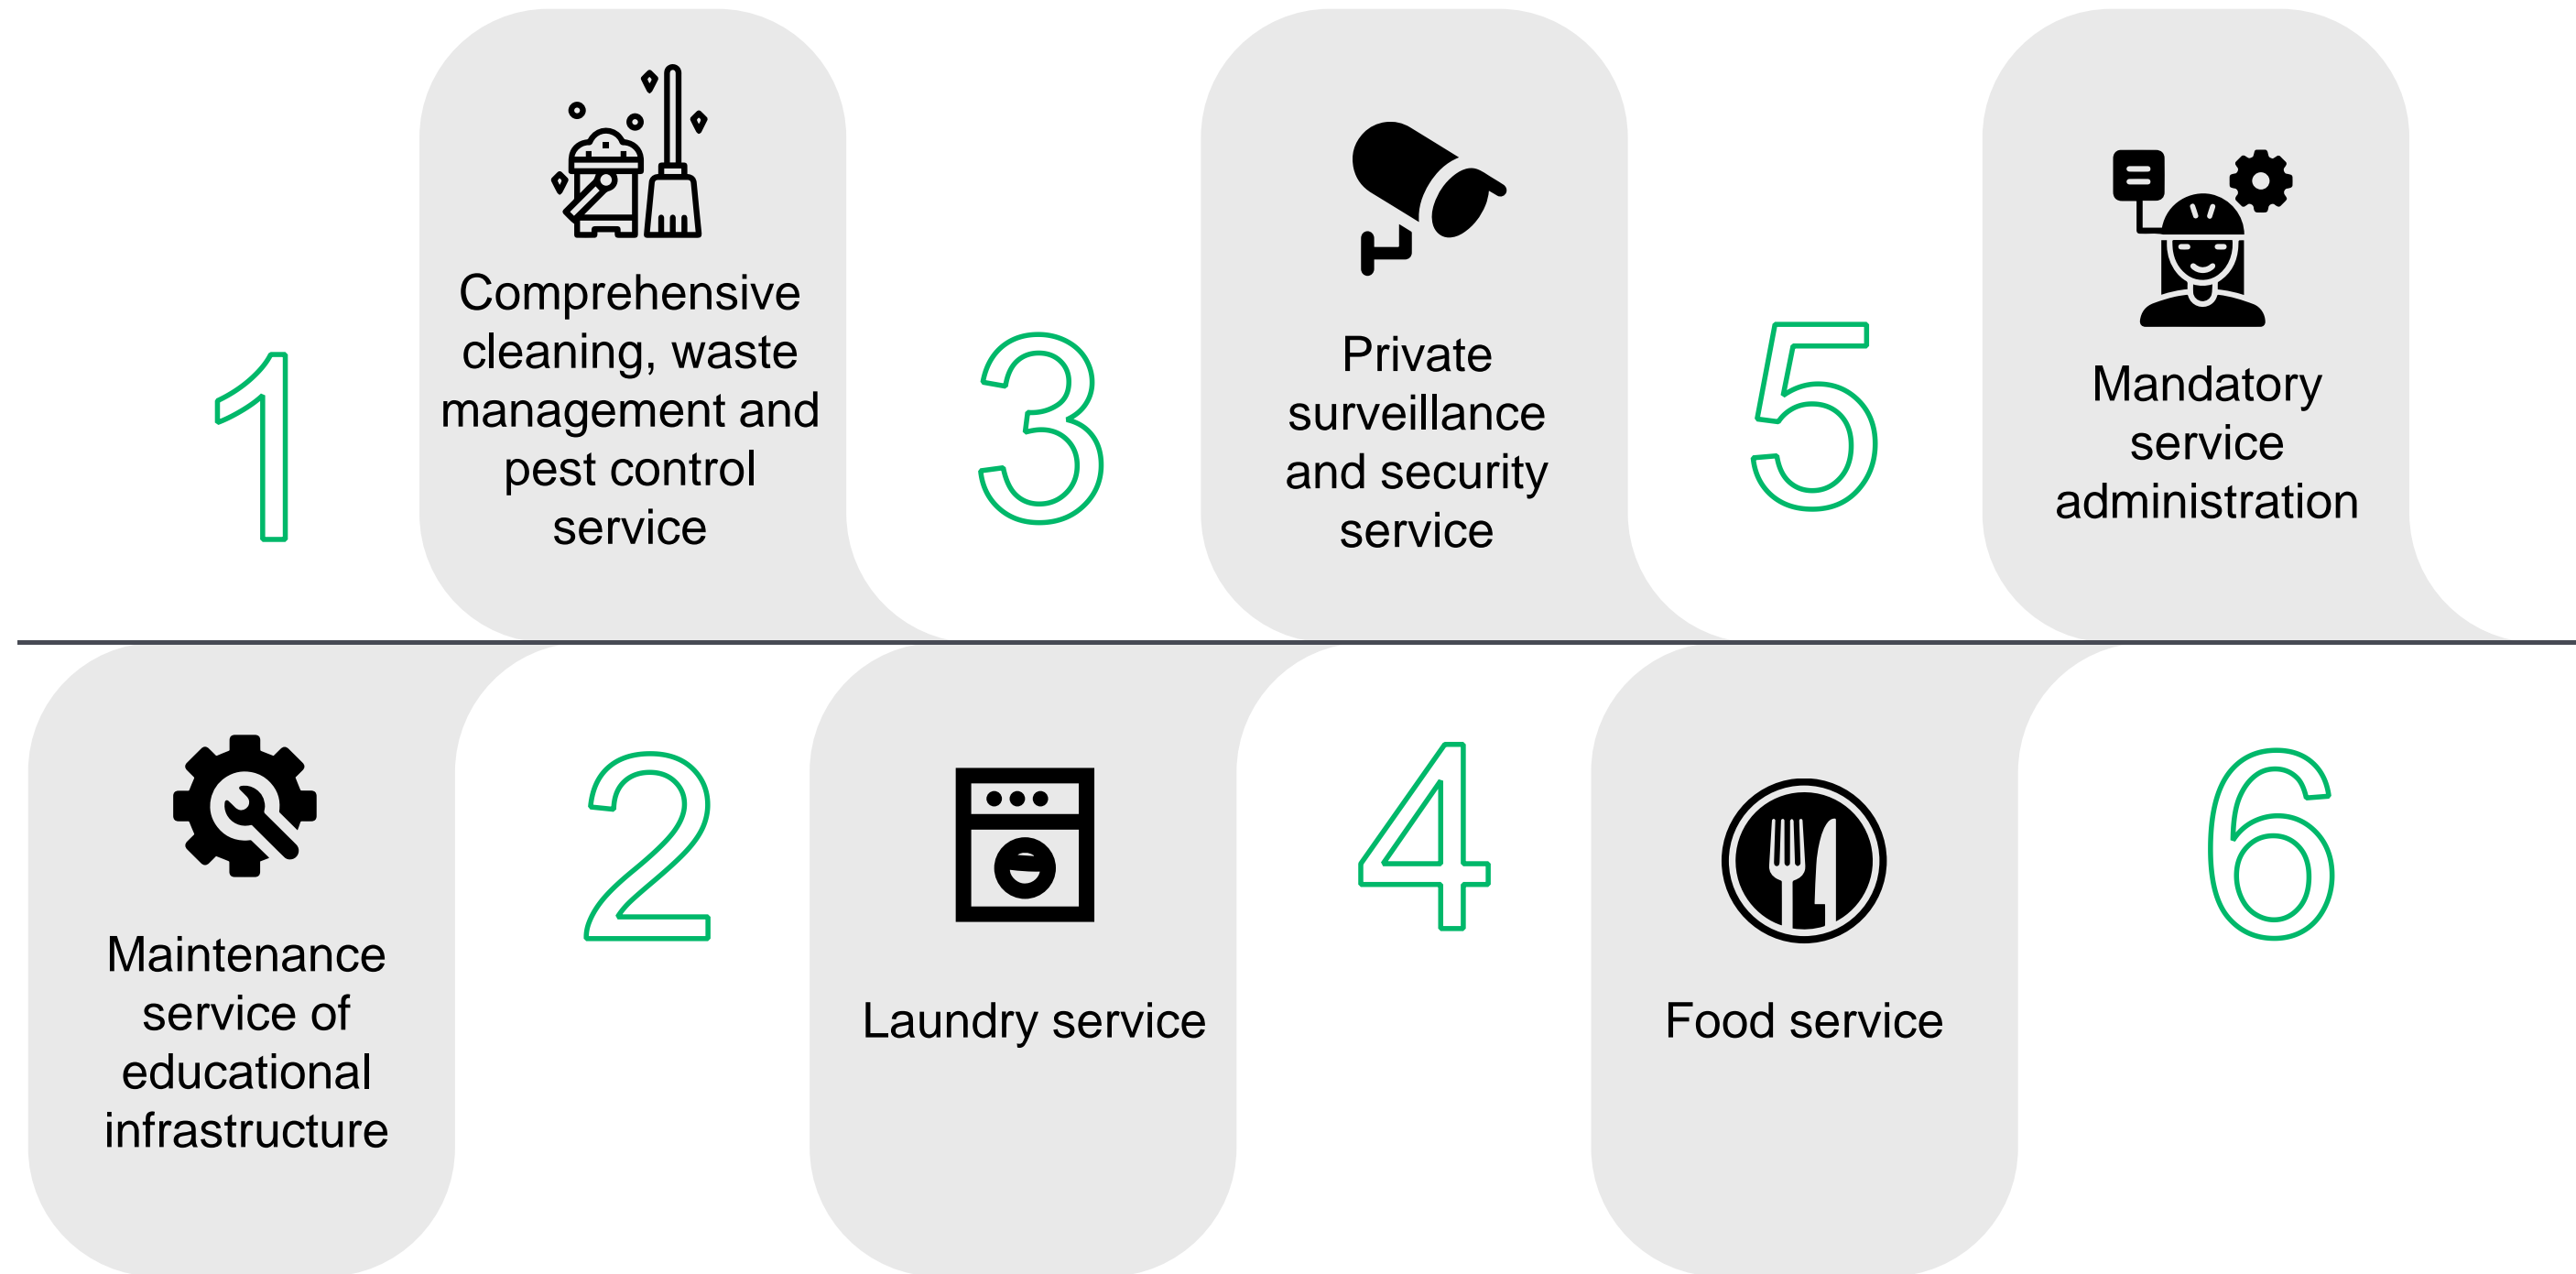 1
Maintenance
service of
educational
infrastructure
2
Comprehensive
cleaning, waste
management and
pest control
service
3
Laundry service
4
Private
surveillance
and security
service
5
Food service
6
Mandatory
service
administration